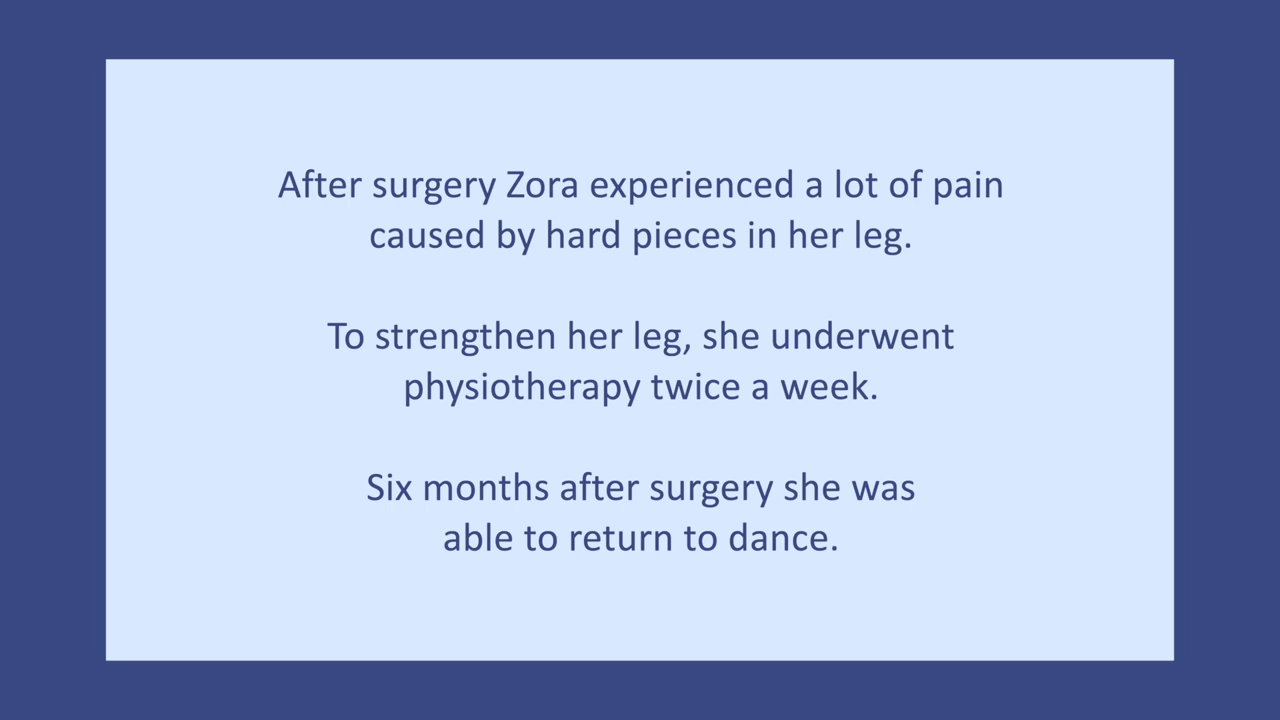 After surgery Zora experienced a lot of pain
caused by hard pieces in her leg.
To strengthen her leg, she underwent
physiotherapy twice a week.
Six months after surgery she was
able to return to dance.